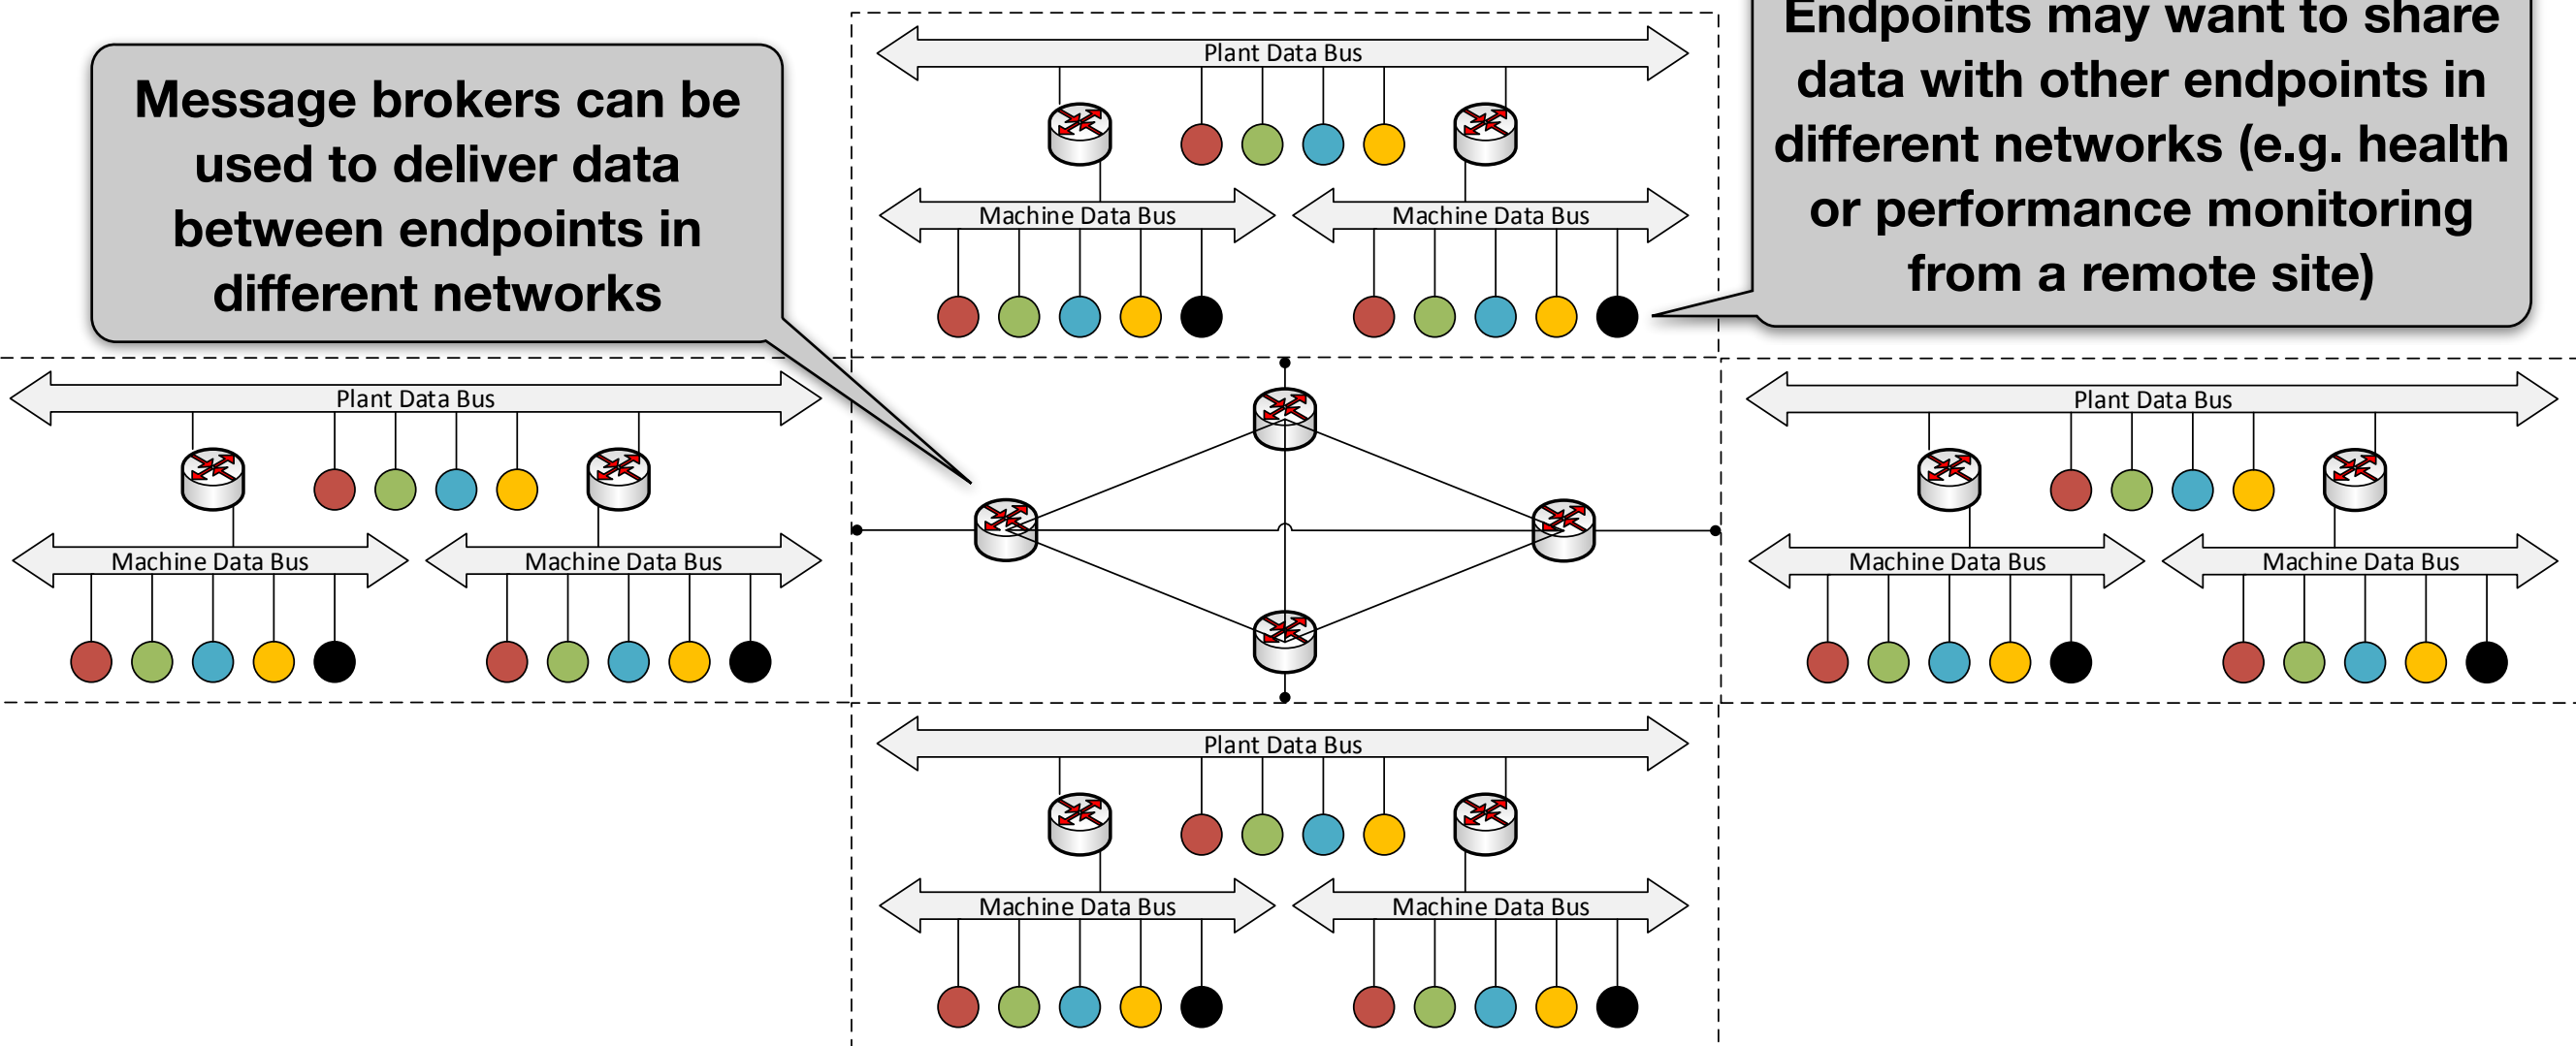 Endpoints may want to share
data with other endpoints in
different networks (e.g. health
or performance monitoring
from a remote site)
Message brokers can be
used to deliver data
between endpoints in
different networks
Plant Data Bus
Machine Data Bus
Machine Data Bus
Plant Data Bus
Machine Data Bus
Machine Data Bus
Plant Data Bus
Machine Data Bus
Machine Data Bus
Plant Data Bus
Machine Data Bus
Machine Data Bus